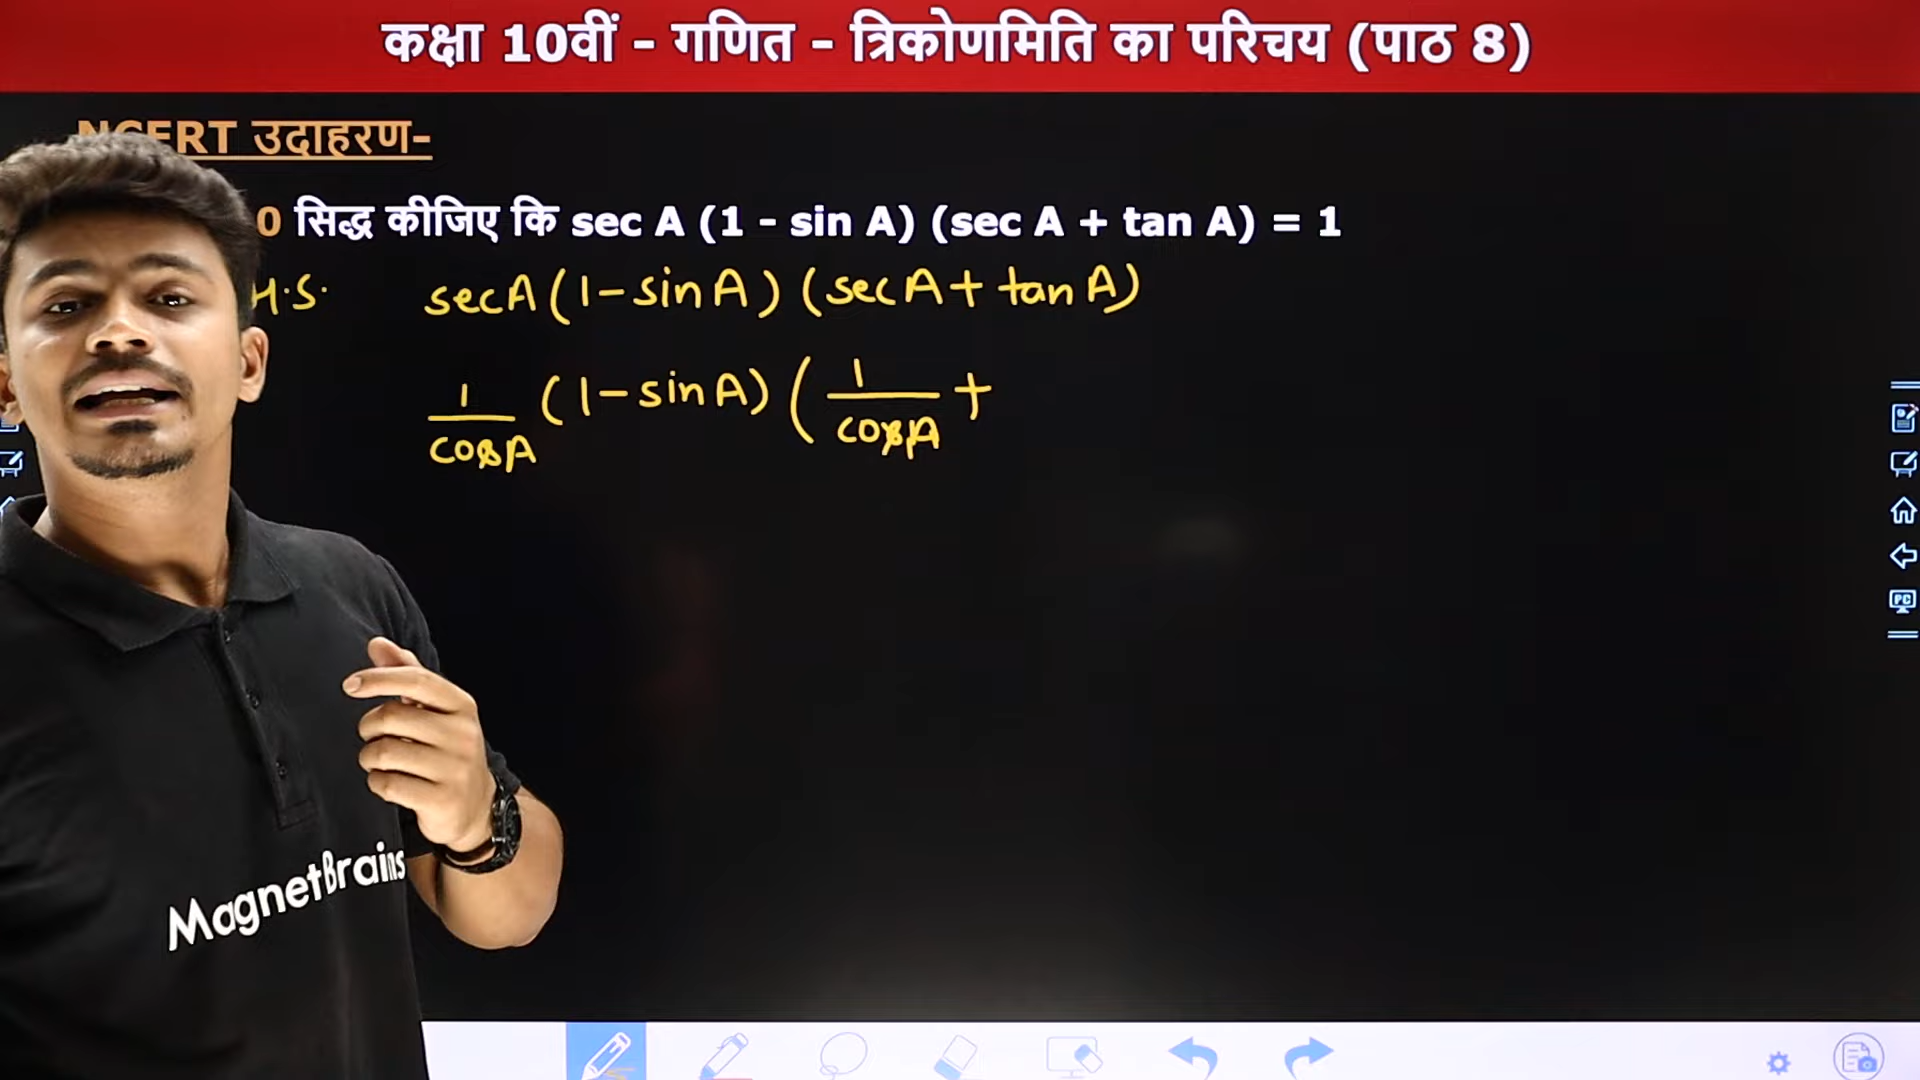 कक्षा 10वीं - गणित - त्रिकोणमिति का परिचय (पाठ 8)
NCERT उदाहरण-
0 सिद्ध कीजिए कि sec A (1 - sin A) (sec A + tan A) = 1
H.S. secA(1-sinA) (secA+ tanA)
1/cosA (1-sinA) (1/cosA +
MagnetBrains
PC